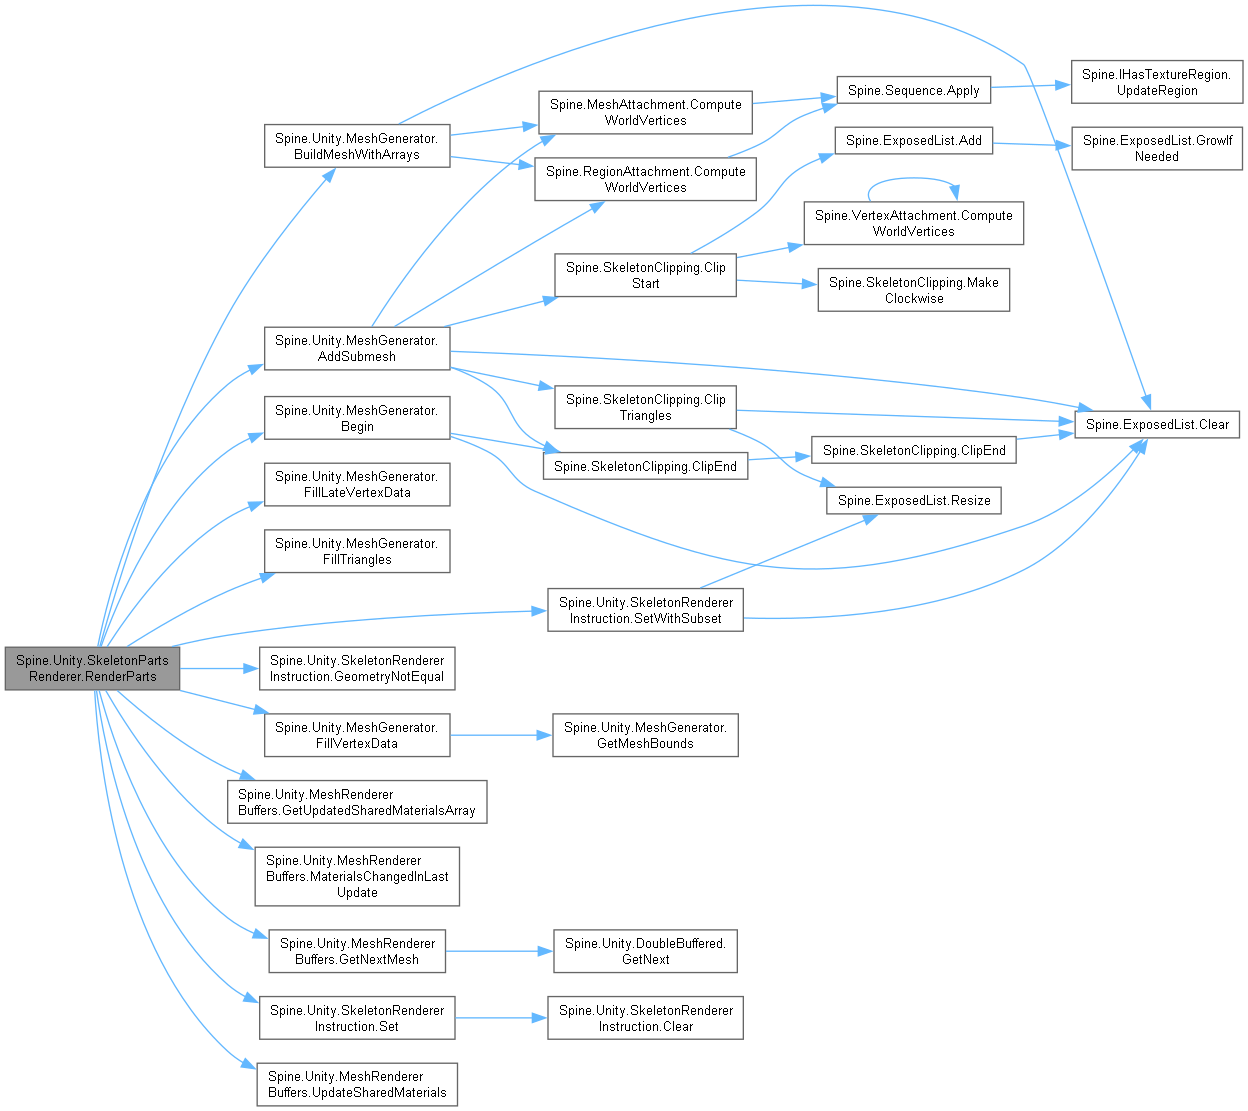 Spine.Unity.SkeletonParts
Renderer.RenderParts
Spine.Unity.MeshGenerator.
BuildMeshWithArrays
Spine.Unity.MeshGenerator.
AddSubmesh
Spine.Unity.MeshGenerator.
Begin
Spine.Unity.MeshGenerator.
FillLateVertexData
Spine.Unity.MeshGenerator.
FillTriangles
Spine.Unity.SkeletonRenderer
Instruction.GeometryNotEqual
Spine.Unity.MeshGenerator.
FillVertexData
Spine.Unity.MeshRenderer
Buffers.GetUpdatedSharedMaterialsArray
Spine.Unity.MeshRenderer
Buffers.MaterialsChangedInLast
Update
Spine.Unity.MeshRenderer
Buffers.GetNextMesh
Spine.Unity.SkeletonRenderer
Instruction.Set
Spine.Unity.MeshRenderer
Buffers.UpdateSharedMaterials
Spine.MeshAttachment.Compute
WorldVertices
Spine.RegionAttachment.Compute
WorldVertices
Spine.SkeletonClipping.Clip
Start
Spine.SkeletonClipping.Clip
Triangles
Spine.SkeletonClipping.ClipEnd
Spine.Unity.SkeletonRenderer
Instruction.SetWithSubset
Spine.Unity.MeshGenerator.
GetMeshBounds
Spine.Unity.DoubleBuffered.
GetNext
Spine.Unity.SkeletonRenderer
Instruction.Clear
Spine.Sequence.Apply
Spine.ExposedList.Add
Spine.VertexAttachment.Compute
WorldVertices
Spine.SkeletonClipping.Make
Clockwise
Spine.SkeletonClipping.ClipEnd
Spine.ExposedList.Resize
Spine.IHasTextureRegion.
UpdateRegion
Spine.ExposedList.GrowIf
Needed
Spine.ExposedList.Clear